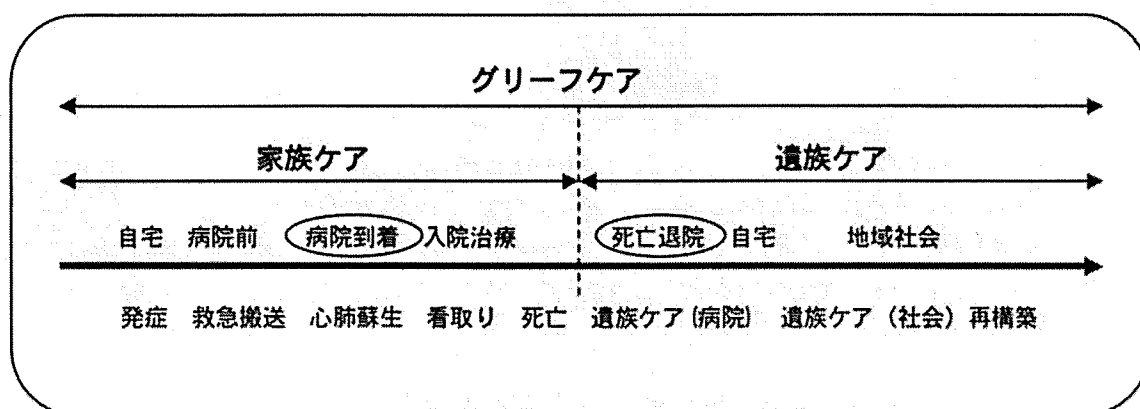 グリーフケア
家族ケア 遺族ケア
自宅 病院前 病院到着 入院治療 死亡退院 自宅 地域社会
発症 救急搬送 心肺蘇生 看取り 死亡 遺族ケア(病院) 遺族ケア（社会）再構築